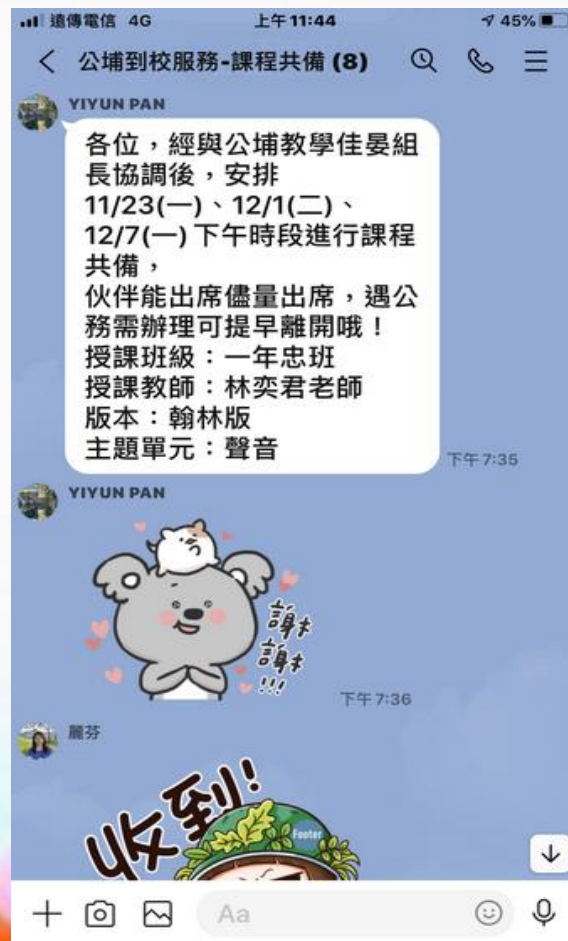 遠傳電信 4G
上午11:44
45%
公埔到校服務-課程共備 (8)
YIYUN PAN
各位，經與公埔教學佳晏組
長協調後，安排
11/23(一)、12/1(二)、
12/7(一) 下午時段進行課程
共備，
伙伴能出席儘量出席，遇公
務需辦理可提早離開哦！
授課班級：一年忠班
授課教師：林奕君老師
版本：翰林版
主題單元：聲音
下午7:35
YIYUN PAN
謝
謝
!!!
下午7:36
麗芬
收到!
Footer
Aa